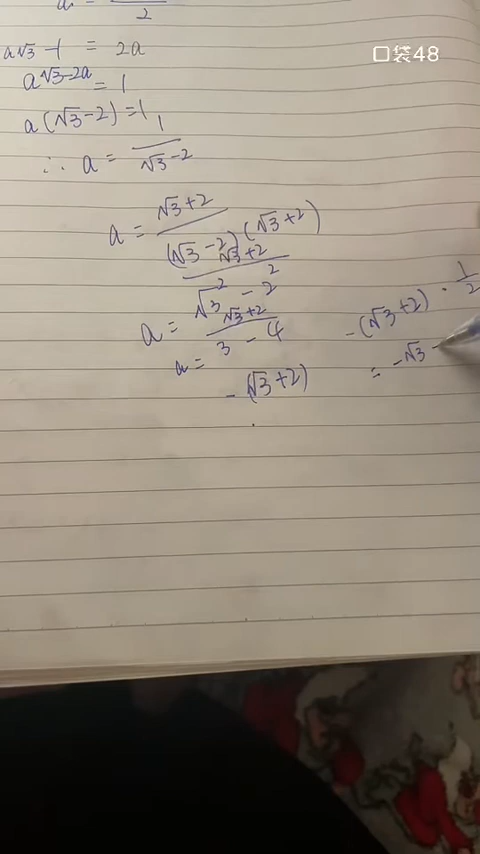 口袋48
2
a√3 - 1 = 2a
a√3-2a = 1
a(√3-2) = 1
∴ a = 1/(√3-2)
a = (√3+2)/((√3-2)(√3+2))
a = (√3+2)/(√3² - 2²)
a = (√3+2)/(3 - 4)
-(√3+2)
-(√3+2) · 1/2
= -√3 -